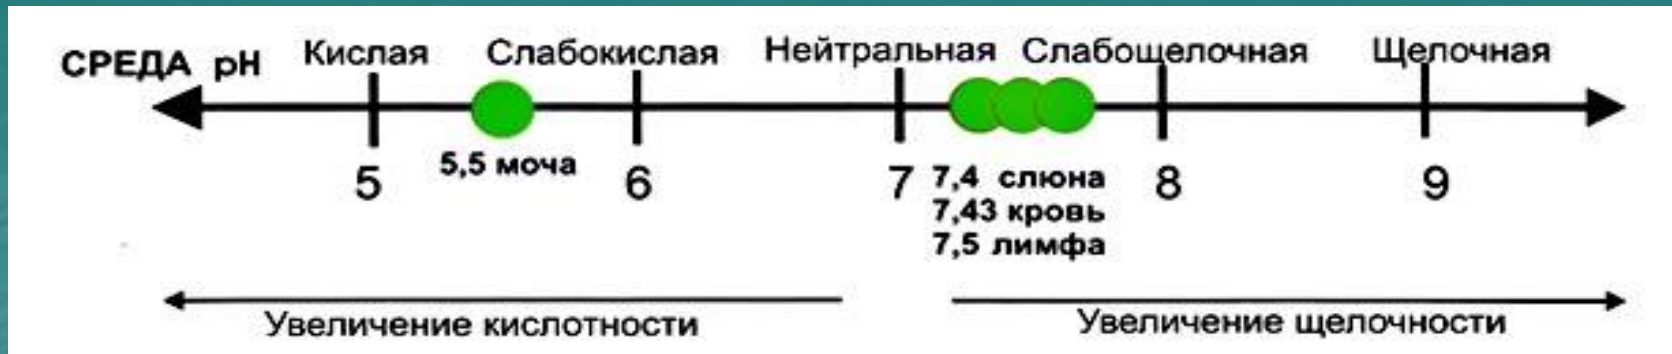 СРЕДА pH Кислая Слабокислая Нейтральная Слабощелочная Щелочная
5,5 моча
5 6 7 8 9
7,4 слюна
7,43 кровь
7,5 лимфа
Увеличение кислотности Увеличение щелочности